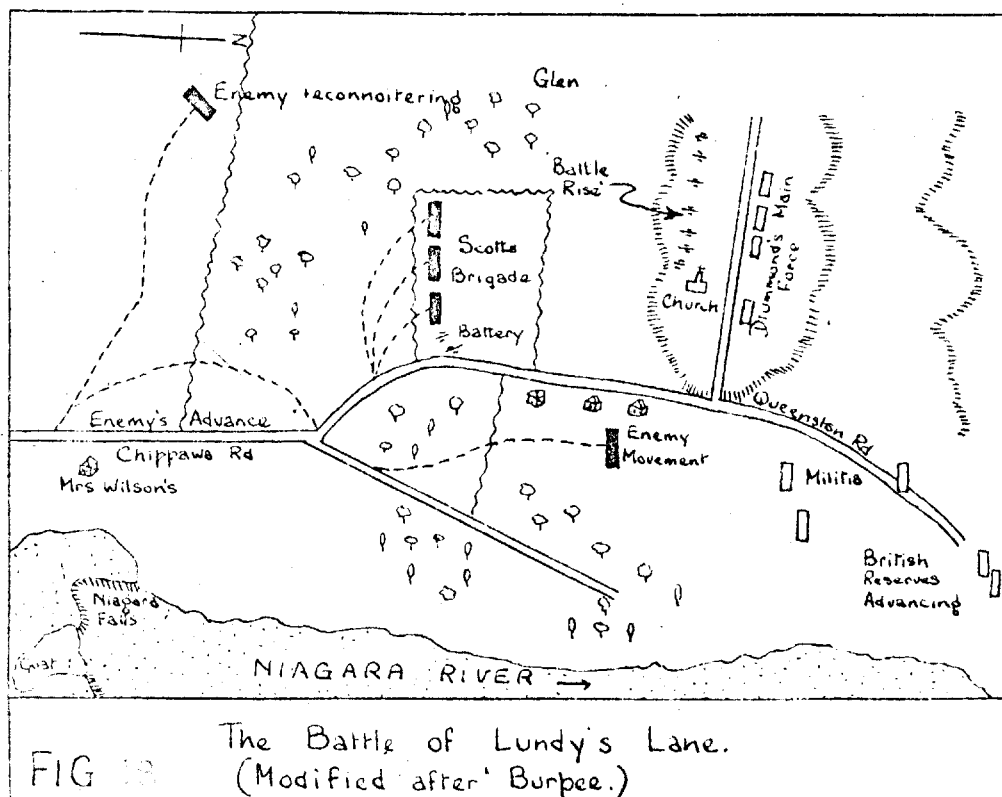 N
Glen
Enemy reconnoitering
Battle
Rise
Scotts
Brigade
Battery
Church
Drummond's Main
Force
Enemy's Advance
Chippawa Rd
Mrs Wilson's
Queenston Rd
Enemy
Movement
Militia
British
Reserves
Advancing
Niagara
Falls
Goat
NIAGARA RIVER
The Battle of Lundy's Lane.
(Modified after Burpee.)
FIG